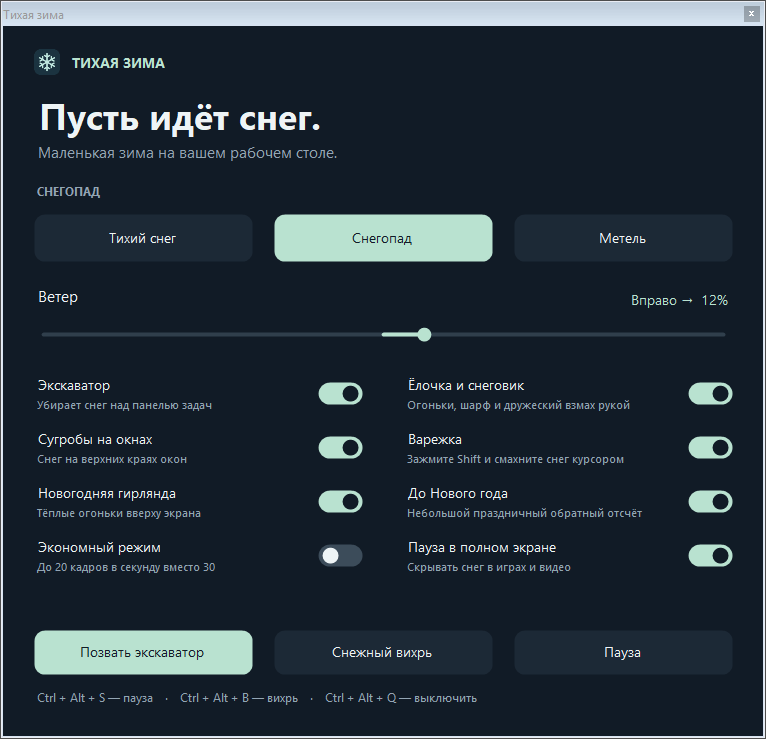 Тихая зима
ТИХАЯ ЗИМА
Пусть идёт снег.
Маленькая зима на вашем рабочем столе.
СНЕГОПАД
Тихий снег
Снегопад
Метель
Ветер
Вправо → 12%
Экскаватор
Убирает снег над панелью задач
Ёлочка и снеговик
Огоньки, шарф и дружеский взмах рукой
Сугробы на окнах
Снег на верхних краях окон
Варежка
Зажмите Shift и смахните снег курсором
Новогодняя гирлянда
Тёплые огоньки вверху экрана
До Нового года
Небольшой праздничный обратный отсчёт
Экономный режим
До 20 кадров в секунду вместо 30
Пауза в полном экране
Скрывать снег в играх и видео
Позвать экскаватор
Снежный вихрь
Пауза
Ctrl + Alt + S — пауза · Ctrl + Alt + B — вихрь · Ctrl + Alt + Q — выключить